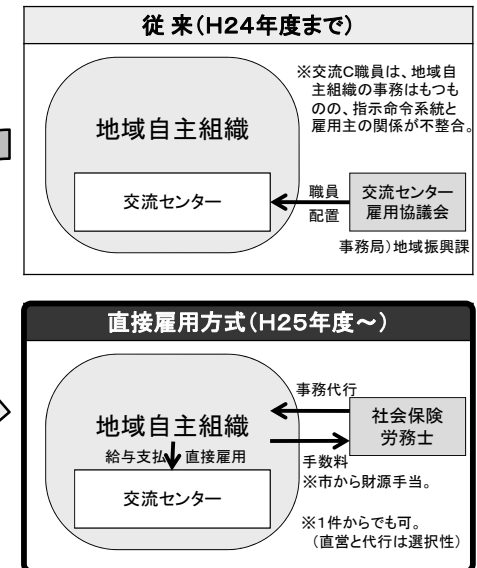 従 来(H24年度まで)
※交流C職員は、地域自
主組織の事務はもつも
のの、指示命令系統と
雇用主の関係が不整合。
地域自主組織
交流センター
職員
配置
交流センター
雇用協議会
事務局)地域振興課
直接雇用方式(H25年度~)
事務代行
地域自主組織
社会保険
労務士
給与支払
直接雇用
手数料
※市から財源手当。
交流センター
※1件からでも可。
(直営と代行は選択性)